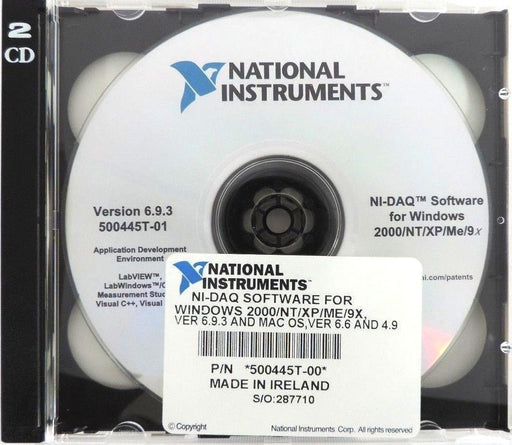 2
CD
NATIONAL
INSTRUMENTS™
Version 6.9.3
500445T-01
NI-DAQ™ Software
for Windows
2000/NT/XP/Me/9x
Application Development
Environment
LabVIEW™,
LabWindows™/
Measurement
Visual C++, Visual
ni.com/patents
NATIONAL
INSTRUMENTS™
NI-DAQ SOFTWARE FOR
WINDOWS 2000/NT/XP/ME/9X,
VER 6.9.3 AND MAC OS,VER 6.6 AND 4.9
P/N *500445T-00*
MADE IN IRELAND
S/O:287710
© Copyright National Instruments Corp. All rights reserved.